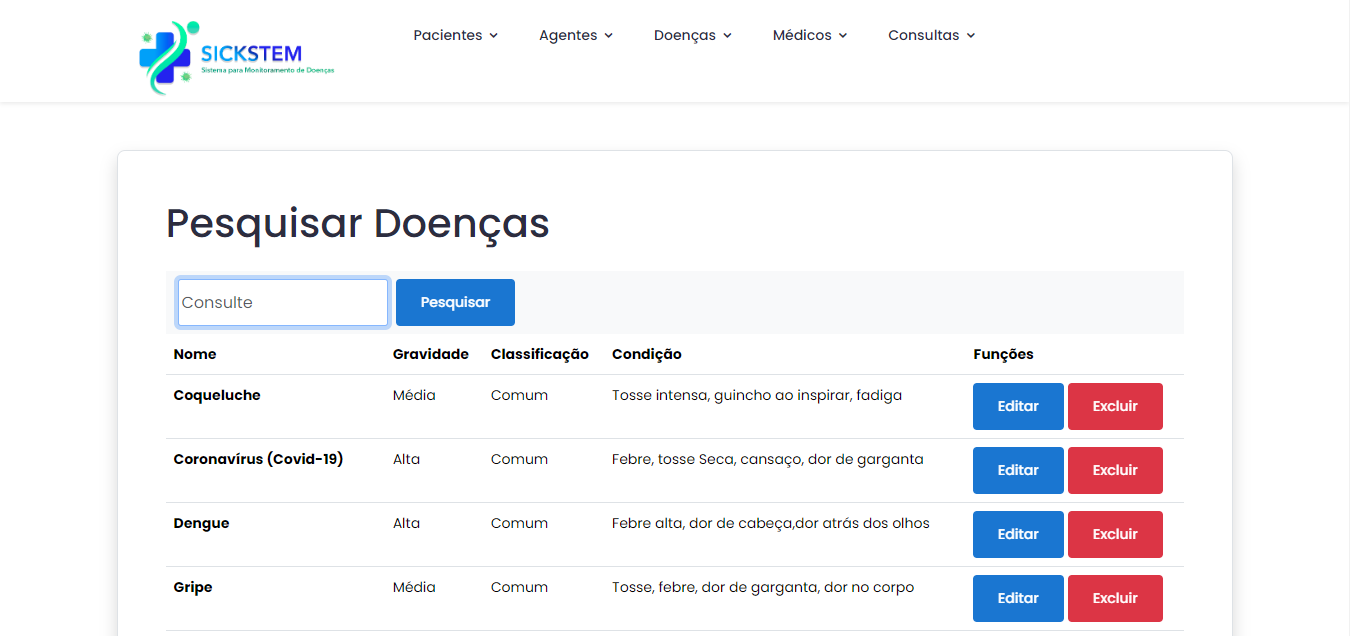 SICKSTEM
Sistema para Monitoramento de Doenças
Pacientes Agentes Doenças Médicos Consultas
Pesquisar Doenças
Consulte Pesquisar
Nome Gravidade Classificação Condição Funções
Coqueluche Média Comum Tosse intensa, guincho ao inspirar, fadiga Editar Excluir
Coronavírus (Covid-19) Alta Comum Febre, tosse Seca, cansaço, dor de garganta Editar Excluir
Dengue Alta Comum Febre alta, dor de cabeça,dor atrás dos olhos Editar Excluir
Gripe Média Comum Tosse, febre, dor de garganta, dor no corpo Editar Excluir